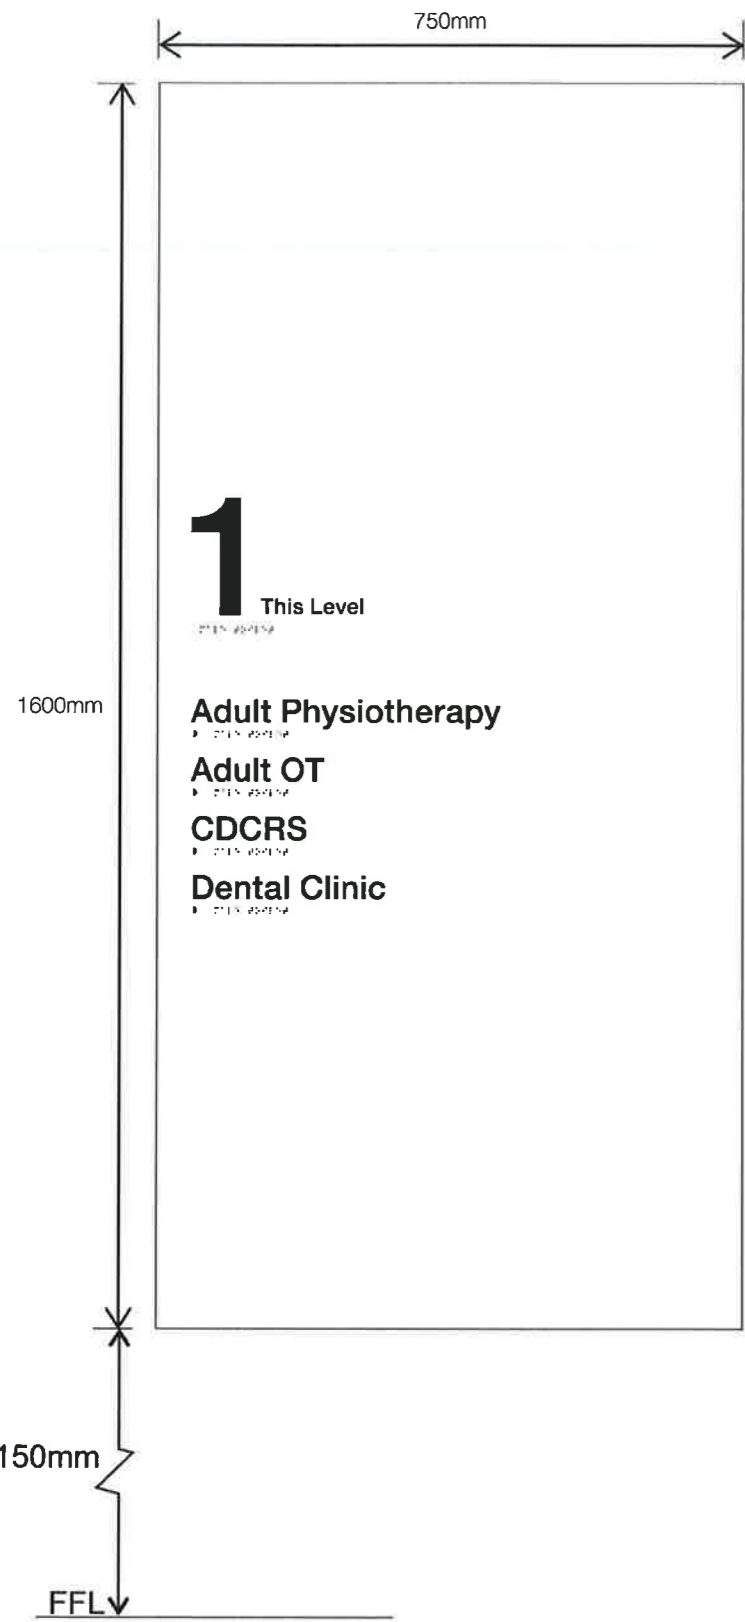 750mm
1
This Level
1600mm
Adult Physiotherapy
Adult OT
CDCRS
Dental Clinic
150mm
FFL